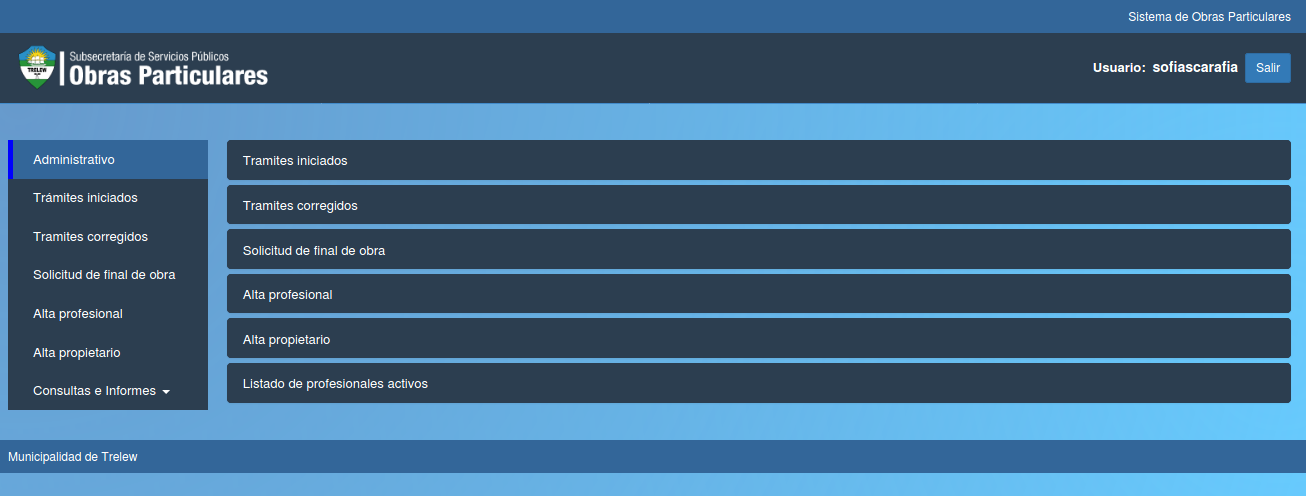 Sistema de Obras Particulares
TRELEW
Subsecretaría de Servicios Públicos
Obras Particulares
Usuario: sofiascarafia
Salir
Administrativo
Trámites iniciados
Tramites corregidos
Solicitud de final de obra
Alta profesional
Alta propietario
Consultas e Informes
Tramites iniciados
Tramites corregidos
Solicitud de final de obra
Alta profesional
Alta propietario
Listado de profesionales activos
Municipalidad de Trelew